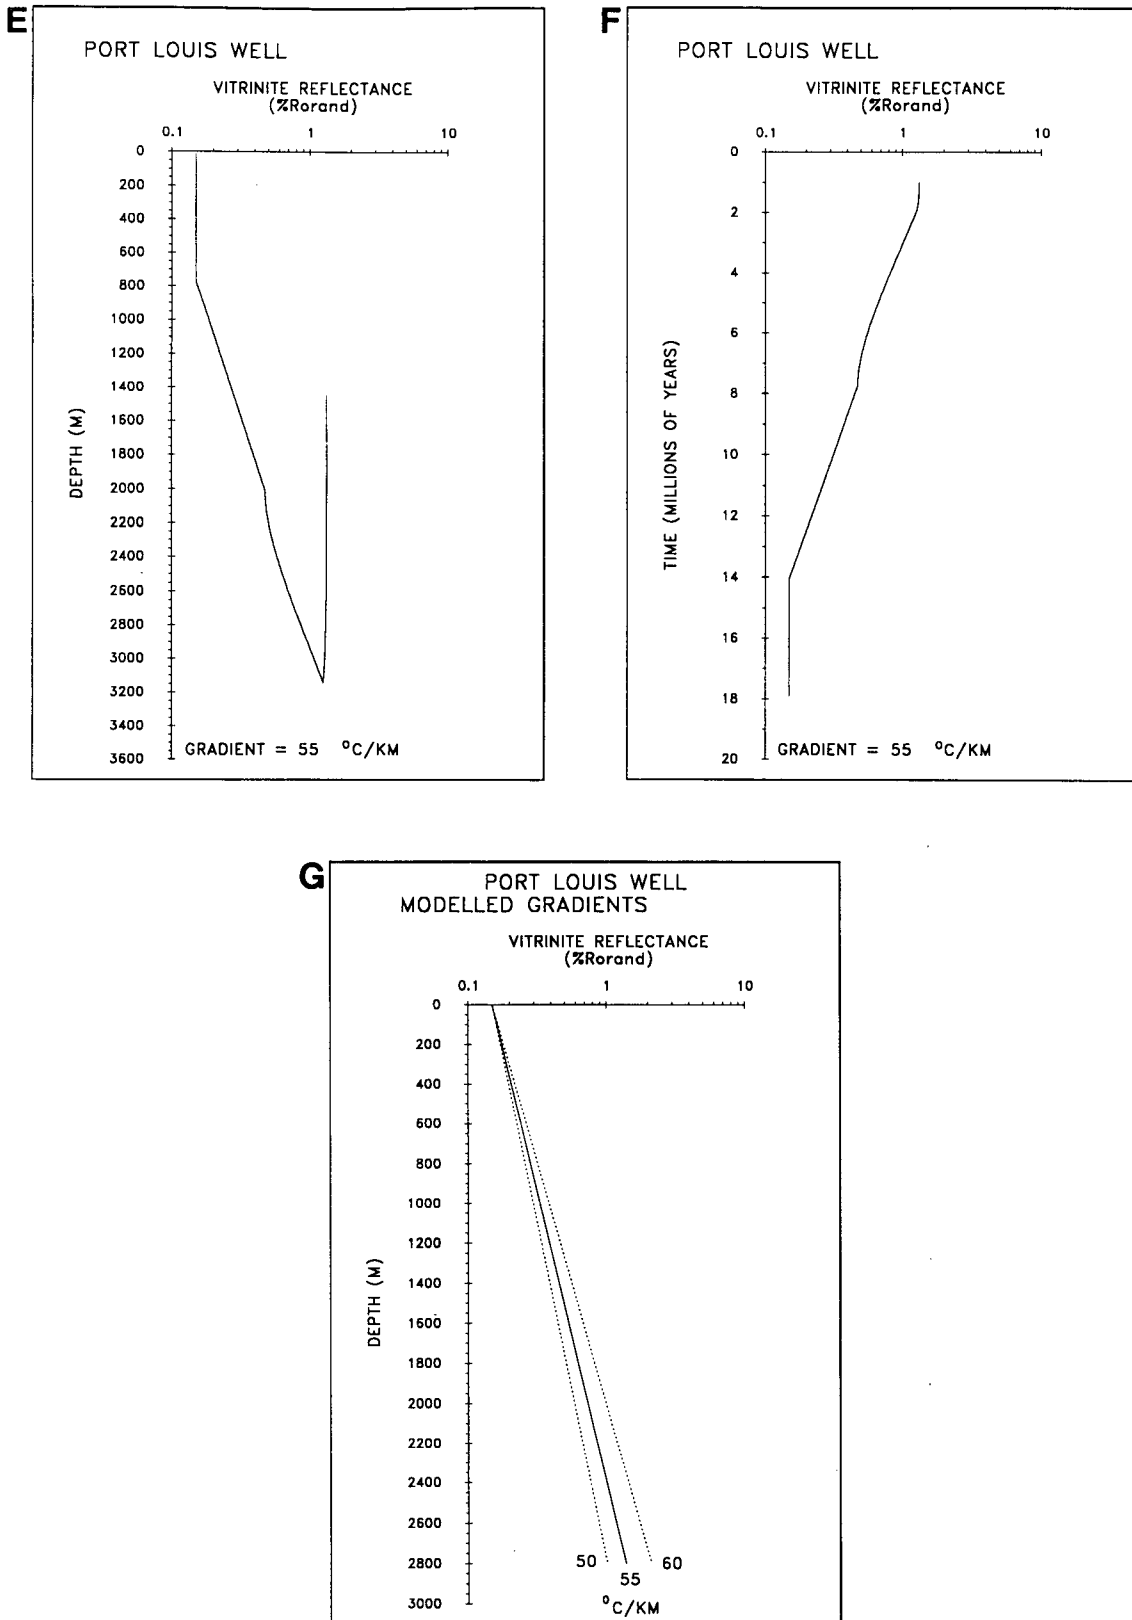 E
PORT LOUIS WELL
VITRINITE REFLECTANCE
(%Rorand)
0.1 1 10
0
200
400
600
800
1000
1200
1400
1600
1800
2000
2200
2400
2600
2800
3000
3200
3400
3600
DEPTH (M)
GRADIENT = 55 °C/KM
F
PORT LOUIS WELL
VITRINITE REFLECTANCE
(%Rorand)
0.1 1 10
0
2
4
6
8
10
12
14
16
18
20
TIME (MILLIONS OF YEARS)
GRADIENT = 55 °C/KM
G
PORT LOUIS WELL
MODELLED GRADIENTS
VITRINITE REFLECTANCE
(%Rorand)
0.1 1 10
0
200
400
600
800
1000
1200
1400
1600
1800
2000
2200
2400
2600
2800
3000
DEPTH (M)
50 55 60
°C/KM